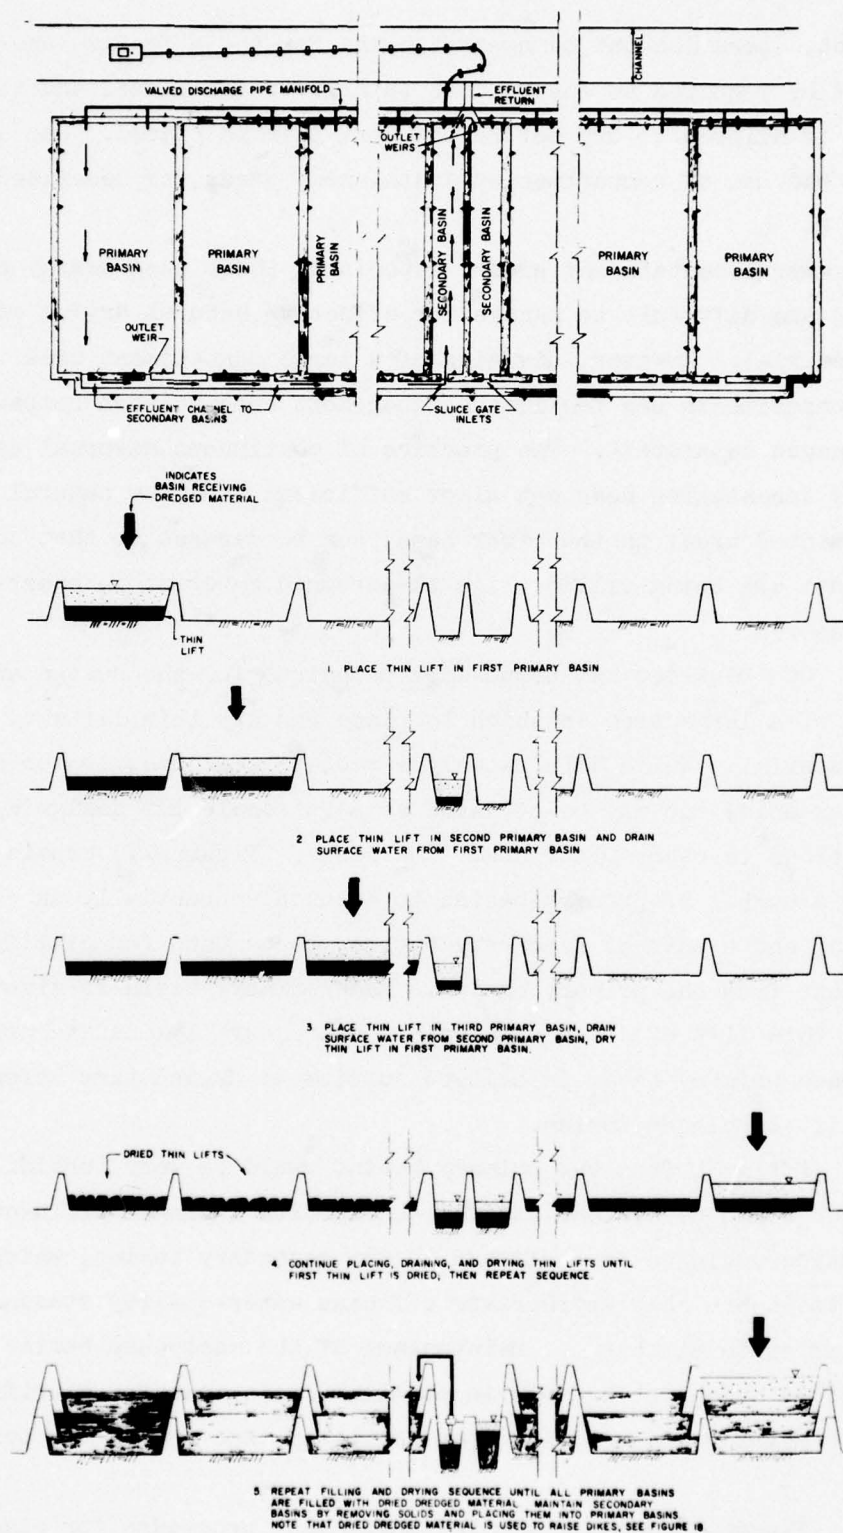 CHANNEL
VALVED DISCHARGE PIPE MANIFOLD
EFFLUENT
RETURN
OUTLET
WEIRS
PRIMARY
BASIN
PRIMARY
BASIN
PRIMARY
BASIN
SECONDARY BASIN
SECONDARY BASIN
PRIMARY
BASIN
PRIMARY
BASIN
OUTLET
WEIR
EFFLUENT CHANNEL TO
SECONDARY BASINS
SLUICE GATE
INLETS
INDICATES
BASIN RECEIVING
DREDGED MATERIAL
THIN
LIFT
1. PLACE THIN LIFT IN FIRST PRIMARY BASIN
2 PLACE THIN LIFT IN SECOND PRIMARY BASIN AND DRAIN
SURFACE WATER FROM FIRST PRIMARY BASIN
3 PLACE THIN LIFT IN THIRD PRIMARY BASIN, DRAIN
SURFACE WATER FROM SECOND PRIMARY BASIN, DRY
THIN LIFT IN FIRST PRIMARY BASIN.
DRIED THIN LIFTS
4 CONTINUE PLACING, DRAINING, AND DRYING THIN LIFTS UNTIL
FIRST THIN LIFT IS DRIED, THEN REPEAT SEQUENCE.
5 REPEAT FILLING AND DRYING SEQUENCE UNTIL ALL PRIMARY BASINS
ARE FILLED WITH DRIED DREDGED MATERIAL MAINTAIN SECONDARY
BASINS BY REMOVING SOLIDS AND PLACING THEM INTO PRIMARY BASINS
NOTE THAT DRIED DREDGED MATERIAL IS USED TO RAISE DIKES, SEE FIGURE 18